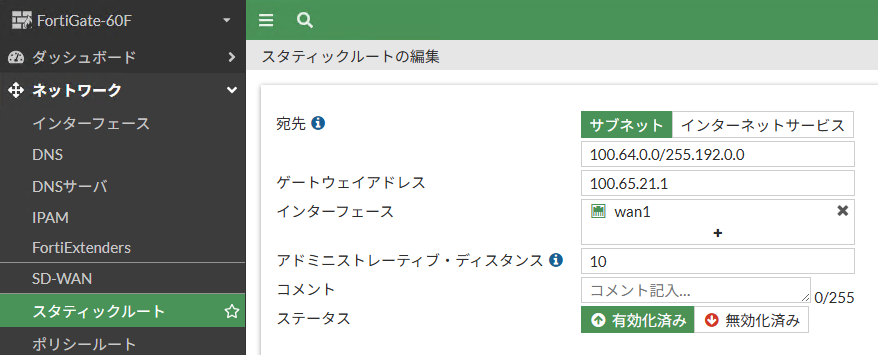 FortiGate-60F
ダッシュボード
ネットワーク
インターフェース
DNS
DNSサーバ
IPAM
FortiExtenders
SD-WAN
スタティックルート
ポリシールート
スタティックルートの編集
宛先 サブネット インターネットサービス
100.64.0.0/255.192.0.0
ゲートウェイアドレス 100.65.21.1
インターフェース wan1
+
アドミニストレーティブ・ディスタンス 10
コメント コメント記入... 0/255
ステータス 有効化済み 無効化済み